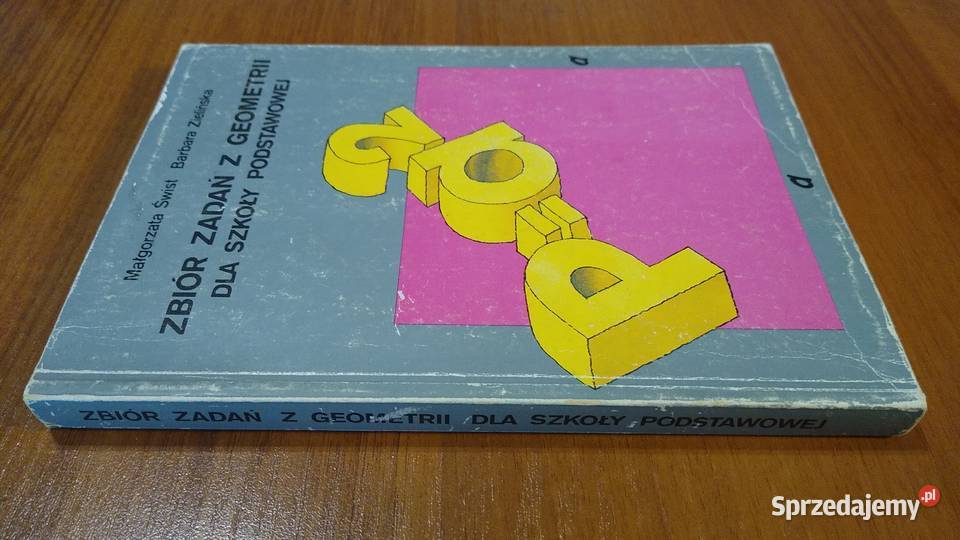 Małgorzata Świst Barbara Zielińska
ZBIÓR ZADAŃ Z GEOMETRII
DLA SZKOŁY PODSTAWOWEJ
a
a
P=a²
ZBIÓR ZADAŃ Z GEOMETRII DLA SZKOŁY PODSTAWOWEJ
Sprzedajemy.pl